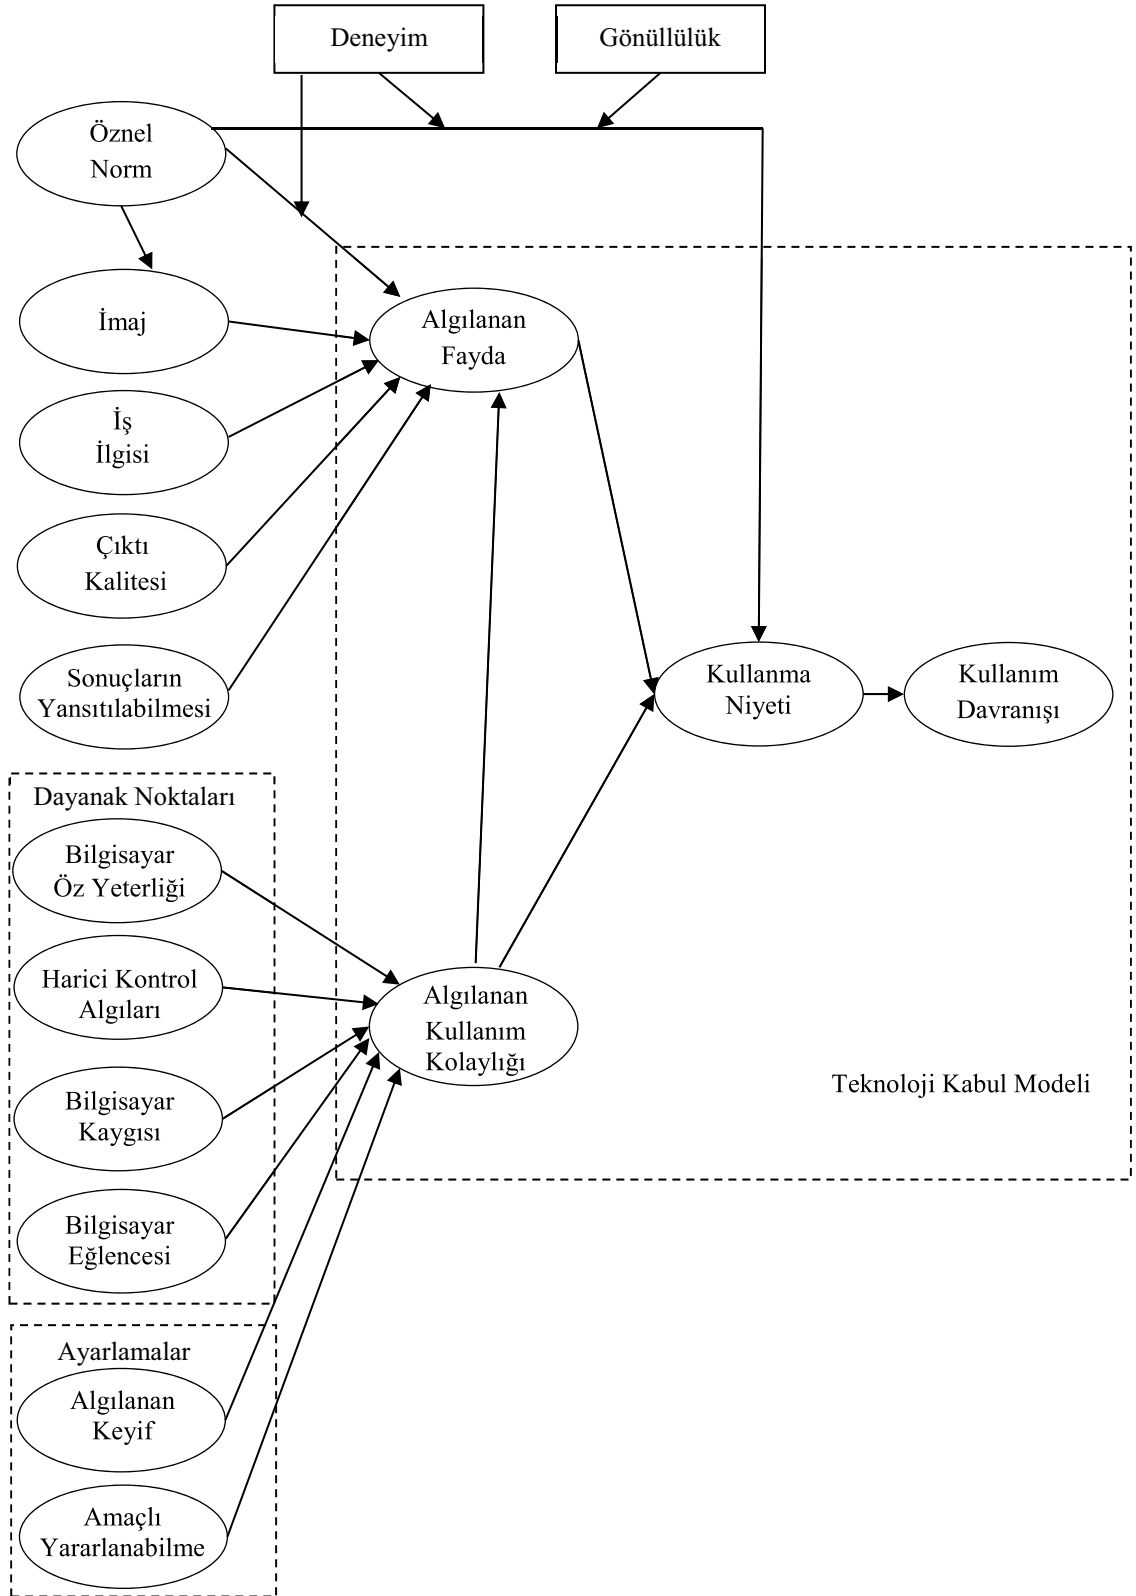 Deneyim
Gönüllülük
Öznel
Norm
İmaj
Algılanan
Fayda
İş
İlgisi
Çıktı
Kalitesi
Sonuçların
Yansıtılabilmesi
Kullanma
Niyeti
Kullanım
Davranışı
Dayanak Noktaları
Bilgisayar
Öz Yeterliği
Harici Kontrol
Algıları
Algılanan
Kullanım
Kolaylığı
Teknoloji Kabul Modeli
Bilgisayar
Kaygısı
Bilgisayar
Eğlencesi
Ayarlamalar
Algılanan
Keyif
Amaçlı
Yararlanabilme